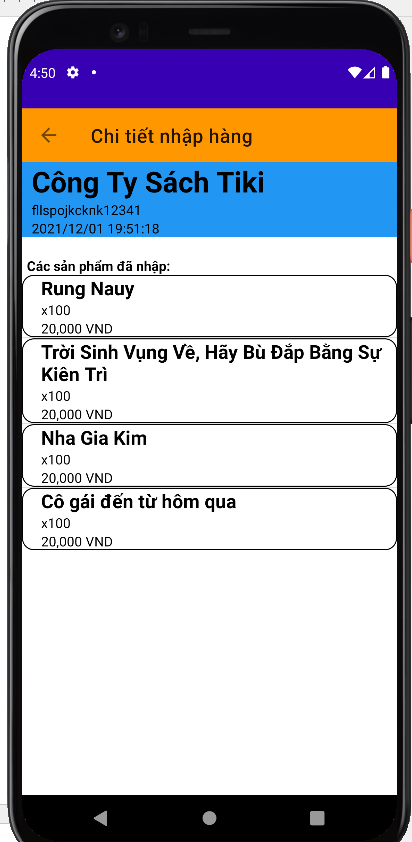 4:50
Chi tiết nhập hàng
Công Ty Sách Tiki
fllspojkcknk12341
2021/12/01 19:51:18
Các sản phẩm đã nhập:
Rung Nauy
x100
20,000 VND
Trời Sinh Vụng Về, Hãy Bù Đắp Bằng Sự
Kiên Trì
x100
20,000 VND
Nha Gia Kim
x100
20,000 VND
Cô gái đến từ hôm qua
x100
20,000 VND